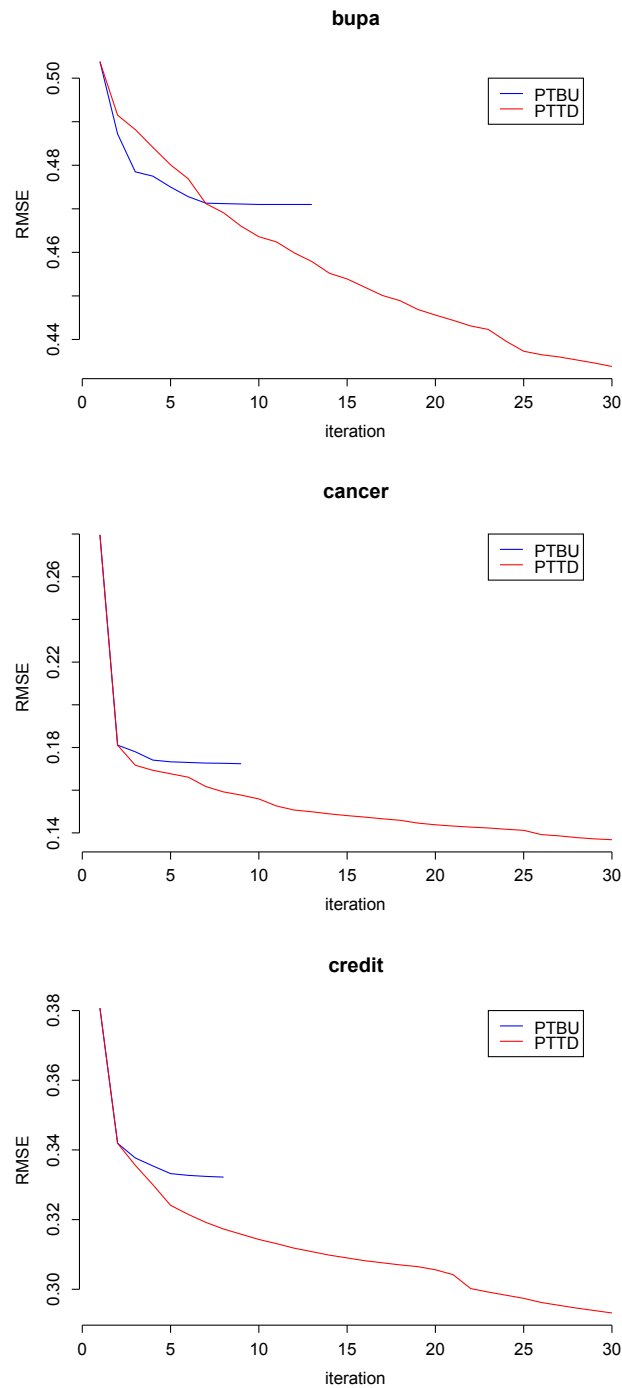 bupa
0.50
0.48
0.46
0.44
RMSE
PTBU
PTTD
0 5 10 15 20 25 30
iteration
cancer
0.26
0.22
0.18
0.14
RMSE
PTBU
PTTD
0 5 10 15 20 25 30
iteration
credit
0.38
0.36
0.34
0.32
0.30
RMSE
PTBU
PTTD
0 5 10 15 20 25 30
iteration